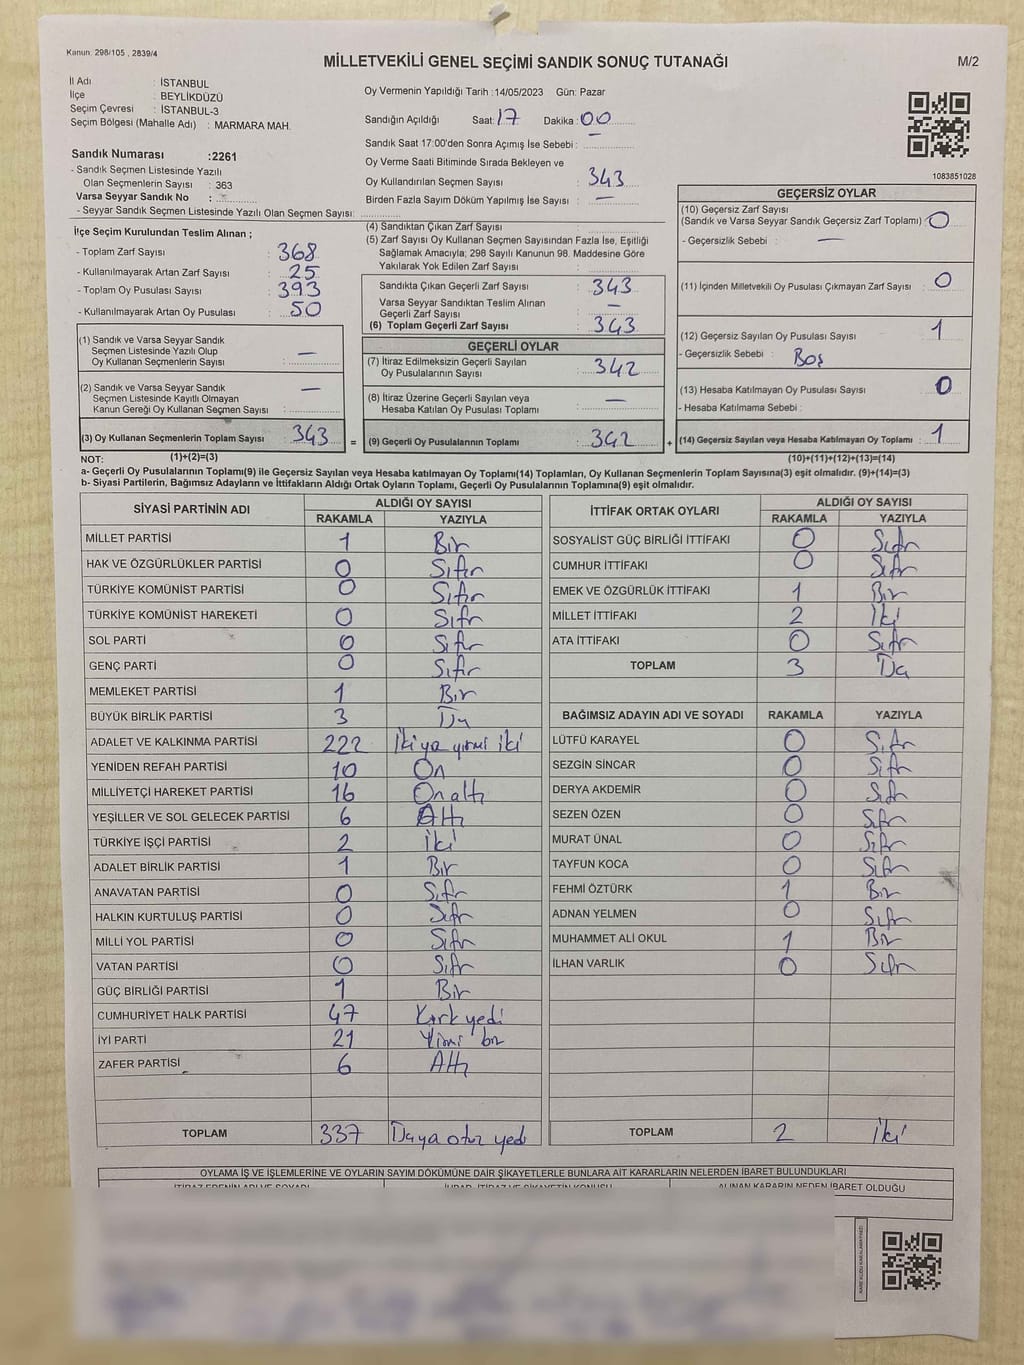 Kanun: 298/105 , 2839/4
MİLLETVEKİLİ GENEL SEÇİMİ SANDIK SONUÇ TUTANAĞI
M/2
İl Adı : İSTANBUL
İlçe : BEYLİKDÜZÜ
Seçim Çevresi : İSTANBUL-3
Seçim Bölgesi (Mahalle Adı) : MARMARA MAH.
Sandık Numarası :2261
- Sandık Seçmen Listesinde Yazılı
Olan Seçmenlerin Sayısı : 363
Varsa Seyyar Sandık No :
- Seyyar Sandık Seçmen Listesinde Yazılı Olan Seçmen Sayısı:
Oy Vermenin Yapıldığı Tarih :14/05/2023 Gün: Pazar
Sandığın Açıldığı Saat: 17 Dakika : 00
Sandık Saat 17:00'den Sonra Açımış İse Sebebi : —
Oy Verme Saati Bitiminde Sırada Bekleyen ve
Oy Kullandırılan Seçmen Sayısı : 343
Birden Fazla Sayım Döküm Yapılmış İse Sayısı : —
1083851028
İlçe Seçim Kurulundan Teslim Alınan ;
- Toplam Zarf Sayısı : 368
- Kullanılmayarak Artan Zarf Sayısı : 25
- Toplam Oy Pusulası Sayısı : 393
- Kullanılmayarak Artan Oy Pusulası : 50
(1) Sandık ve Varsa Seyyar Sandık
Seçmen Listesinde Yazılı Olup
Oy Kullanan Seçmenlerin Sayısı : —
(2) Sandık ve Varsa Seyyar Sandık
Seçmen Listesinde Kayıtlı Olmayan
Kanun Gereği Oy Kullanan Seçmen Sayısı : —
(3) Oy Kullanan Seçmenlerin Toplam Sayısı : 343 =
(1)+(2)=(3)
(4) Sandıktan Çıkan Zarf Sayısı :
(5) Zarf Sayısı Oy Kullanan Seçmen Sayısından Fazla İse, Eşitliği
Sağlamak Amacıyla; 298 Sayılı Kanunun 98. Maddesine Göre
Yakılarak Yok Edilen Zarf Sayısı :
Sandıkta Çıkan Geçerli Zarf Sayısı : 343
Varsa Seyyar Sandıktan Teslim Alınan
Geçerli Zarf Sayısı : —
(6) Toplam Geçerli Zarf Sayısı : 343
GEÇERLİ OYLAR
(7) İtiraz Edilmeksizin Geçerli Sayılan
Oy Pusulalarının Sayısı : 342
(8) İtiraz Üzerine Geçerli Sayılan veya
Hesaba Katılan Oy Pusulası Toplamı : —
(9) Geçerli Oy Pusulalarının Toplamı : 342 +
GEÇERSİZ OYLAR
(10) Geçersiz Zarf Sayısı
(Sandık ve Varsa Seyyar Sandık Geçersiz Zarf Toplamı) : 0
- Geçersizlik Sebebi : —
(11) İçinden Milletvekili Oy Pusulası Çıkmayan Zarf Sayısı : 0
(12) Geçersiz Sayılan Oy Pusulası Sayısı : 1
- Geçersizlik Sebebi : Boş
(13) Hesaba Katılmayan Oy Pusulası Sayısı : 0
- Hesaba Katılmama Sebebi :
(14) Geçersiz Sayılan veya Hesaba Katılmayan Oy Toplamı : 1
(10)+(11)+(12)+(13)=(14)
NOT:
a- Geçerli Oy Pusulalarının Toplamı(9) ile Geçersiz Sayılan veya Hesaba katılmayan Oy Toplamı(14) Toplamları, Oy Kullanan Seçmenlerin Toplam Sayısına(3) eşit olmalıdır. (9)+(14)=(3)
b- Siyasi Partilerin, Bağımsız Adayların ve İttifakların Aldığı Ortak Oyların Toplamı, Geçerli Oy Pusulalarının Toplamına(9) eşit olmalıdır.
SİYASİ PARTİNİN ADI ALDIĞI OY SAYISI
RAKAMLA YAZIYLA
MİLLET PARTİSİ 1 Bir
HAK VE ÖZGÜRLÜKLER PARTİSİ 0 Sıfır
TÜRKİYE KOMÜNİST PARTİSİ 0 Sıfır
TÜRKİYE KOMÜNİST HAREKETİ 0 Sıfır
SOL PARTİ 0 Sıfır
GENÇ PARTİ 0 Sıfır
MEMLEKET PARTİSİ 1 Bir
BÜYÜK BİRLİK PARTİSİ 3
ADALET VE KALKINMA PARTİSİ 222 yirmi iki
YENİDEN REFAH PARTİSİ 10 On
MİLLİYETÇİ HAREKET PARTİSİ 16 On altı
YEŞİLLER VE SOL GELECEK PARTİSİ 6 Altı
TÜRKİYE İŞÇİ PARTİSİ 2 iki
ADALET BİRLİK PARTİSİ 1 Bir
ANAVATAN PARTİSİ 0 Sıfır
HALKIN KURTULUŞ PARTİSİ 0 Sıfır
MİLLİ YOL PARTİSİ 0 Sıfır
VATAN PARTİSİ 0 Sıfır
GÜÇ BİRLİĞİ PARTİSİ 1 Bir
CUMHURİYET HALK PARTİSİ 47 Kırk yedi
İYİ PARTİ 21 Yirmi bir
ZAFER PARTİSİ 6 Altı
TOPLAM 337 otuz yedi
İTTİFAK ORTAK OYLARI ALDIĞI OY SAYISI
RAKAMLA YAZIYLA
SOSYALİST GÜÇ BİRLİĞİ İTTİFAKI 0 Sıfır
CUMHUR İTTİFAKI 0 Sıfır
EMEK VE ÖZGÜRLÜK İTTİFAKI 1 Bir
MİLLET İTTİFAKI 2 İki
ATA İTTİFAKI 0 Sıfır
TOPLAM 3
BAĞIMSIZ ADAYIN ADI VE SOYADI RAKAMLA YAZIYLA
LÜTFÜ KARAYEL 0 Sıfır
SEZGİN SİNCAR 0 Sıfır
DERYA AKDEMİR 0 Sıfır
SEZEN ÖZEN 0 Sıfır
MURAT ÜNAL 0 Sıfır
TAYFUN KOCA 0 Sıfır
FEHMİ ÖZTÜRK 1 Bir
ADNAN YELMEN 0 Sıfır
MUHAMMET ALİ OKUL 1 Bir
İLHAN VARLIK 0 Sıfır
TOPLAM 2 iki
OYLAMA İŞ VE İŞLEMLERİNE VE OYLARIN SAYIM DÖKÜMÜNE DAİR ŞİKAYETLERLE BUNLARA AİT KARARLARIN NELERDEN İBARET BULUNDUKLARI
İTİRAZ EDENİN ADI VE SOYADI
ALINAN KARARIN NEDEN İBARET OLDUĞU